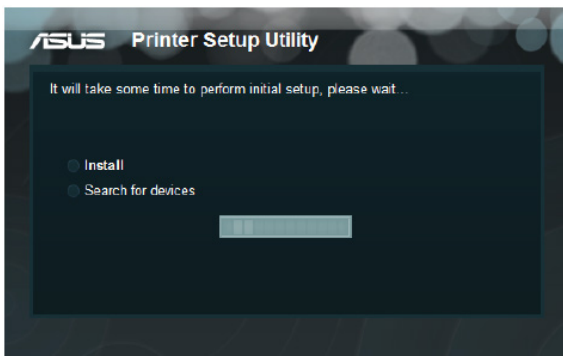 ASUS Printer Setup Utility
It will take some time to perform initial setup, please wait...
Install
Search for devices